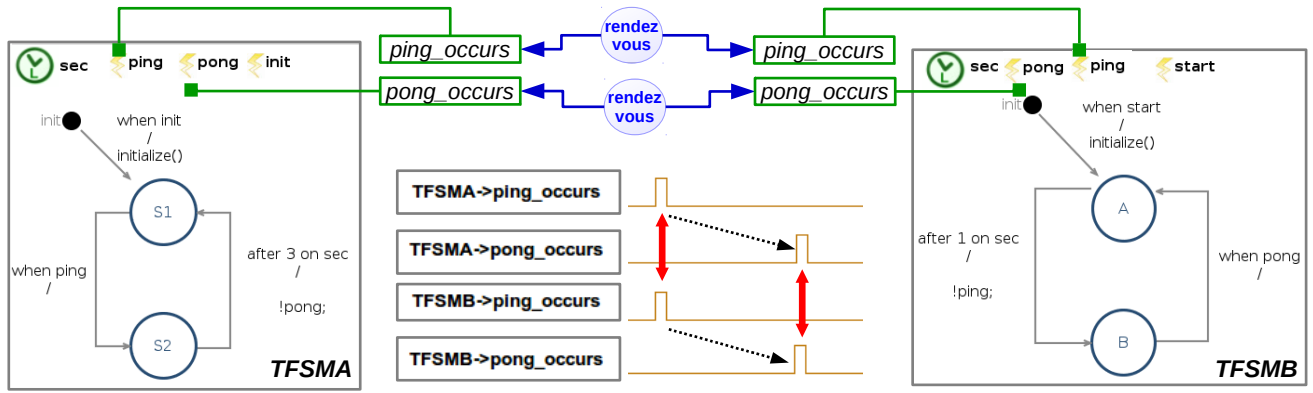 rendez
vous
ping_occurs
ping_occurs
rendez
vous
pong_occurs
pong_occurs
L
sec
ping
pong
init
init
when init
/
initialize()
S1
when ping
/
after 3 on sec
/
!pong;
S2
TFSMA
TFSMA->ping_occurs
TFSMA->pong_occurs
TFSMB->ping_occurs
TFSMB->pong_occurs
L
sec
pong
ping
start
init
when start
/
initialize()
A
after 1 on sec
/
!ping;
when pong
/
B
TFSMB